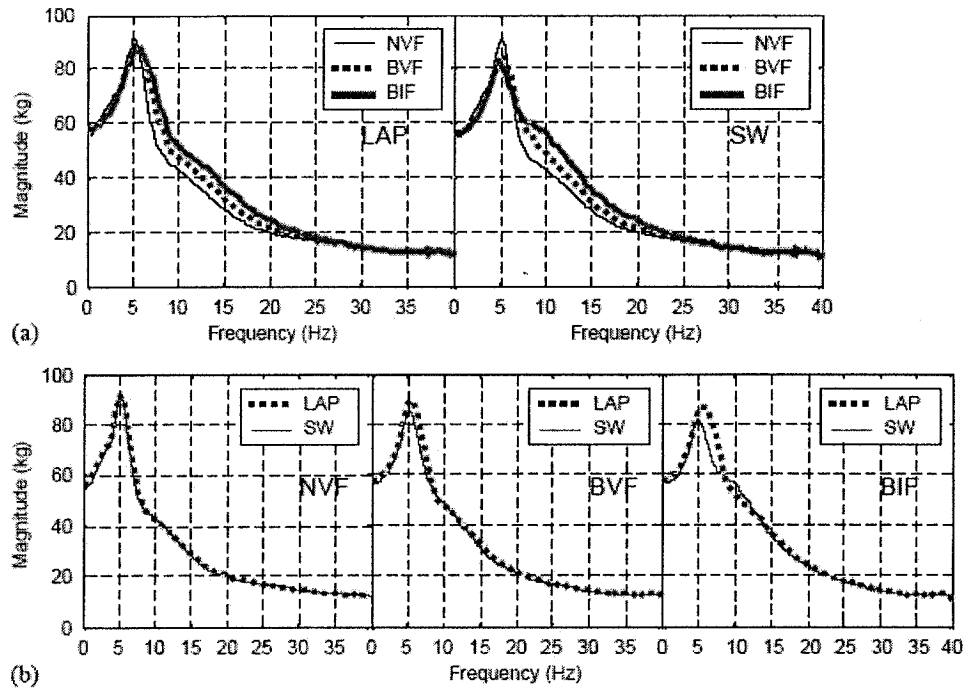 100
80
60
40
20
0
Magnitude (kg)
NVF
BVF
BIF
LAP
0 5 10 15 20 25 30 35
Frequency (Hz)
NVF
BVF
BIF
SW
0 5 10 15 20 25 30 35 40
Frequency (Hz)
(a)
100
80
60
40
20
0
Magnitude (kg)
LAP
SW
NVF
0 5 10 15 20 25 30 35
LAP
SW
BVF
0 5 10 15 20 25 30 35
LAP
SW
BIF
0 5 10 15 20 25 30 35 40
Frequency (Hz)
(b)